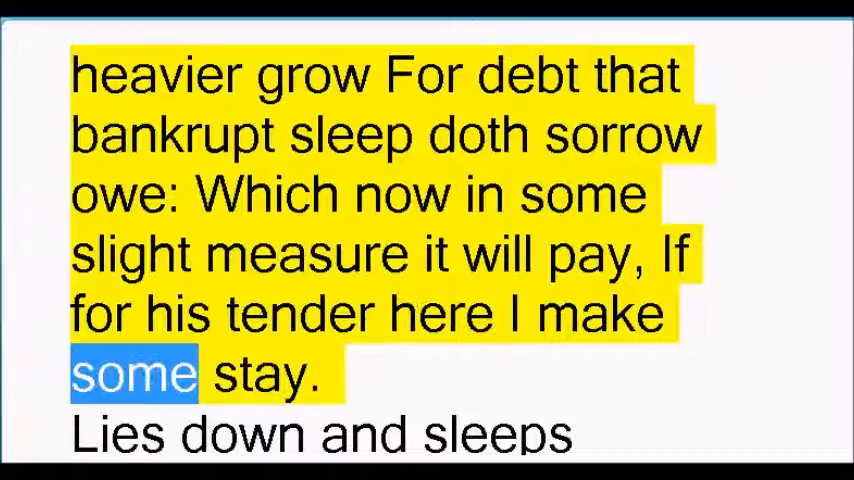 heavier grow For debt that
bankrupt sleep doth sorrow
owe: Which now in some
slight measure it will pay, If
for his tender here I make
some stay.
Lies down and sleeps